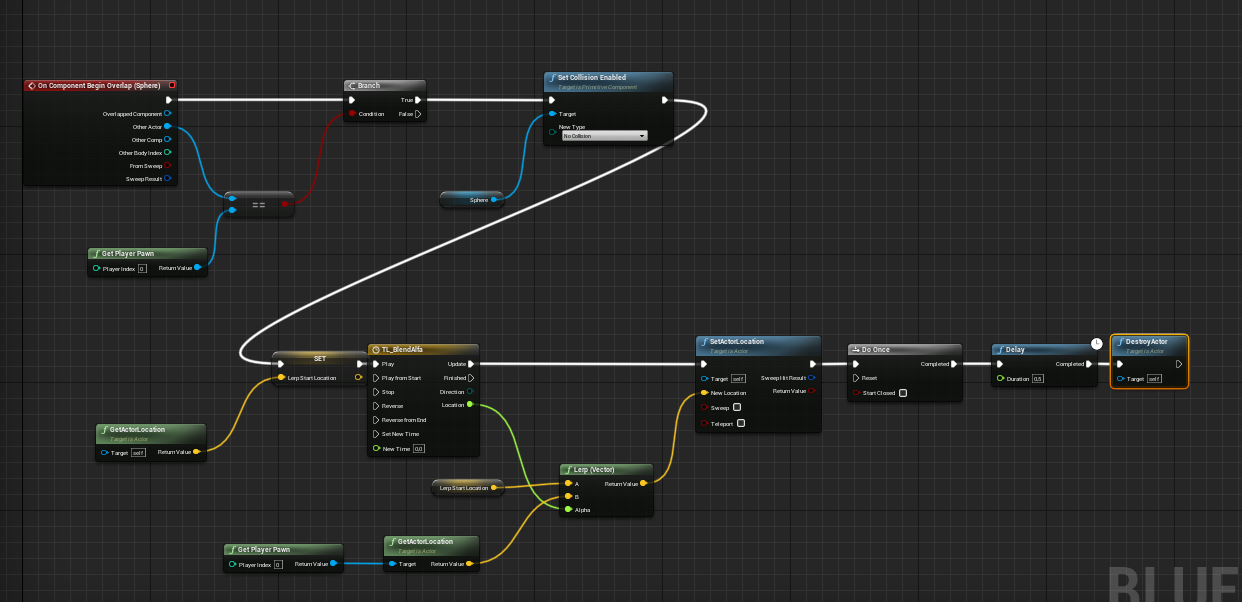 On Component Begin Overlap (Sphere)
Overlapped Component
Other Actor
Other Comp
Other Body Index
From Sweep
Sweep Result
Branch
True
Condition
False
Set Collision Enabled
Target is Primitive Component
Target
New Type
No Collision
==
Sphere
Get Player Pawn
Player Index 0
Return Value
SET
Lerp Start Location
GetActorLocation
Target is Actor
Target self
Return Value
TL_BlendAlfa
Play
Update
Play from Start
Finished
Stop
Direction
Reverse
Location
Reverse from End
Set New Time
New Time 0,0
Lerp Start Location
Lerp (Vector)
A
Return Value
B
Alpha
Get Player Pawn
Player Index 0
Return Value
GetActorLocation
Target is Actor
Target
Return Value
SetActorLocation
Target is Actor
Target self
Sweep Hit Result
New Location
Return Value
Sweep
Teleport
Do Once
Completed
Reset
Start Closed
Delay
Completed
Duration 0,5
DestroyActor
Target is Actor
Target self
BLUE